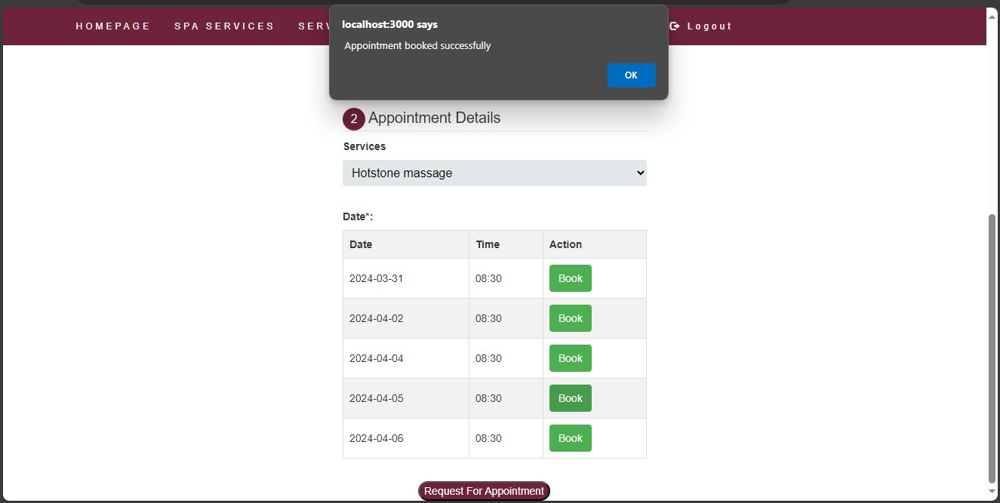 localhost:3000 says
Appointment booked successfully
OK
HOMEPAGE SPA SERVICES SERV Logout
2 Appointment Details
Services
Hotstone massage
Date*:
Date Time Action
2024-03-31 08:30 Book
2024-04-02 08:30 Book
2024-04-04 08:30 Book
2024-04-05 08:30 Book
2024-04-06 08:30 Book
Request For Appointment